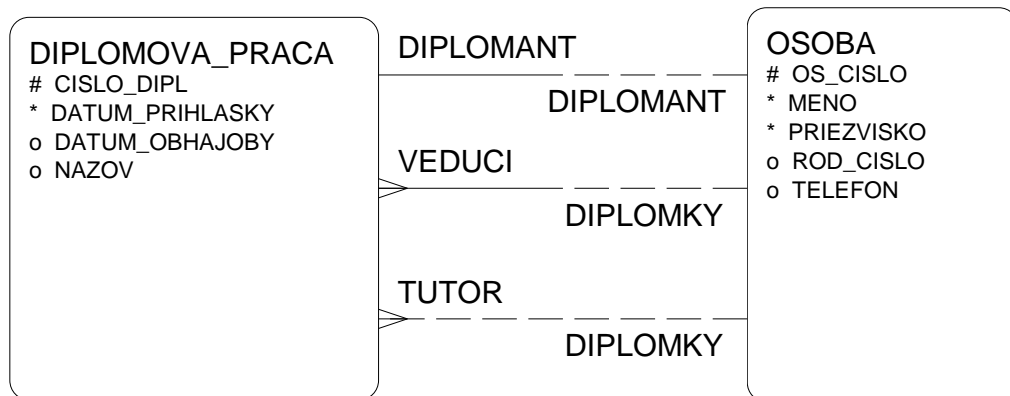 DIPLOMOVA_PRACA
# CISLO_DIPL
* DATUM_PRIHLASKY
o DATUM_OBHAJOBY
o NAZOV
DIPLOMANT
DIPLOMANT
VEDUCI
DIPLOMKY
TUTOR
DIPLOMKY
OSOBA
# OS_CISLO
* MENO
* PRIEZVISKO
o ROD_CISLO
o TELEFON